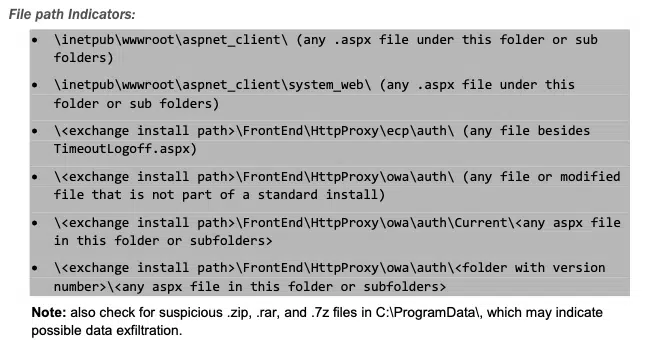 File path Indicators:
• \inetpub\wwwroot\aspnet_client\ (any .aspx file under this folder or sub
folders)
• \inetpub\wwwroot\aspnet_client\system_web\ (any .aspx file under this
folder or sub folders)
• \<exchange install path>\FrontEnd\HttpProxy\ecp\auth\ (any file besides
TimeoutLogoff.aspx)
• \<exchange install path>\FrontEnd\HttpProxy\owa\auth\ (any file or modified
file that is not part of a standard install)
• \<exchange install path>\FrontEnd\HttpProxy\owa\auth\Current\<any aspx file
in this folder or subfolders>
• \<exchange install path>\FrontEnd\HttpProxy\owa\auth\<folder with version
number>\<any aspx file in this folder or subfolders>
Note: also check for suspicious .zip, .rar, and .7z files in C:\ProgramData\, which may indicate
possible data exfiltration.